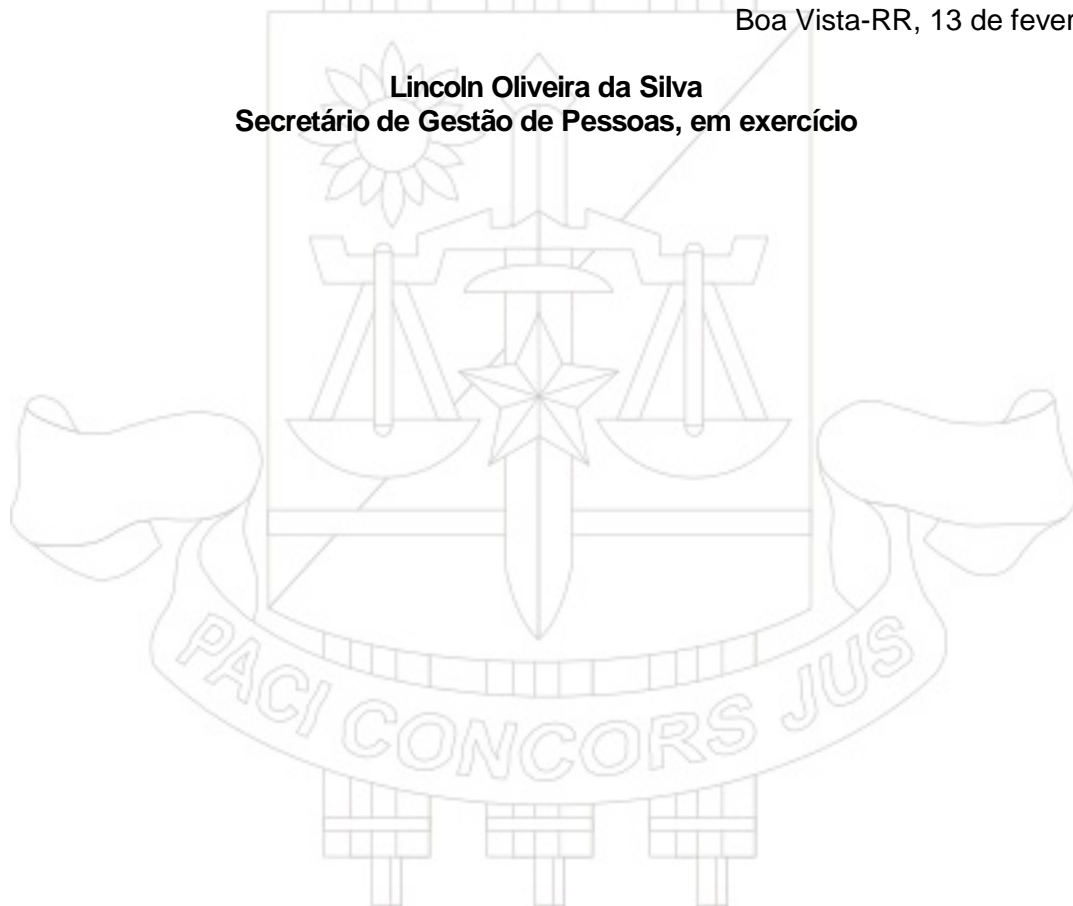 Boa Vista-RR, 13 de fever
Lincoln Oliveira da Silva
Secretário de Gestão de Pessoas, em exercício
PACI CONCORS JUS